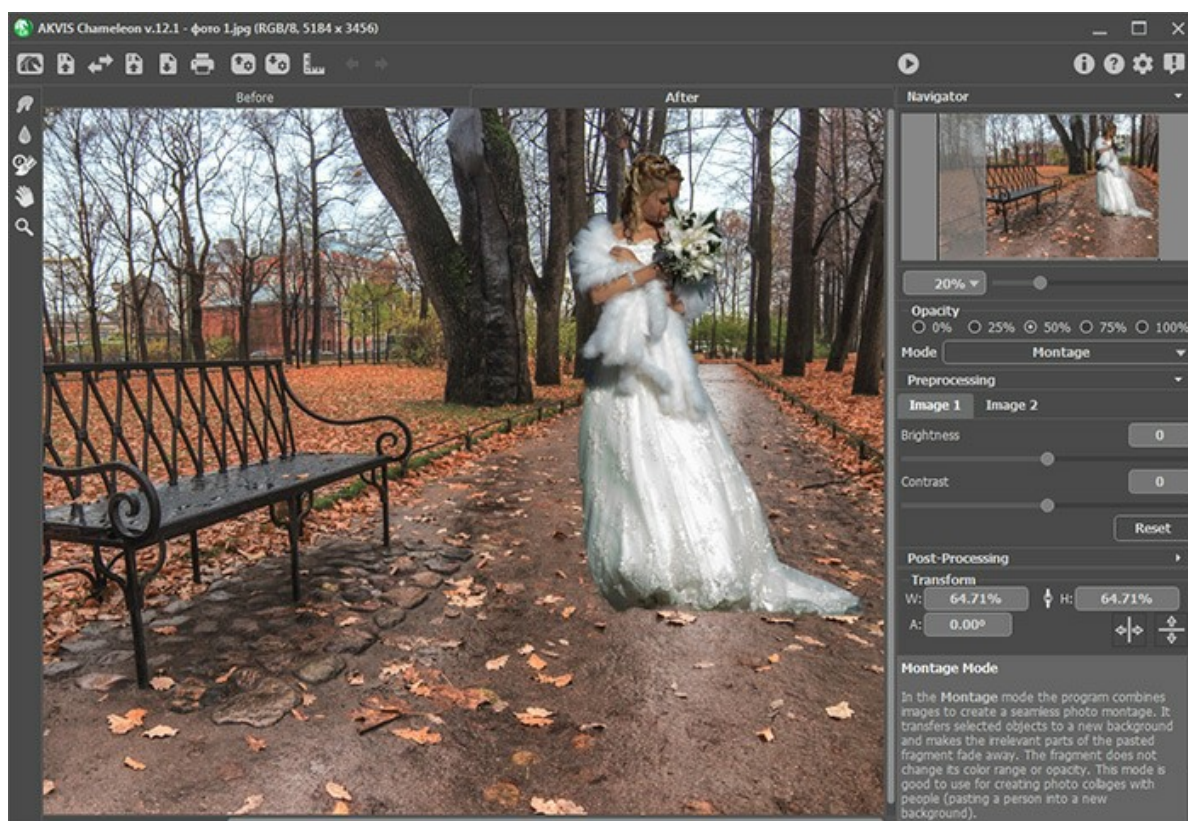 AKVIS Chameleon v.12.1 - фото 1.jpg (RGB/8, 5184 x 3456)
Before
After
Navigator
20%
Opacity
0% 25% 50% 75% 100%
Mode Montage
Preprocessing
Image 1 Image 2
Brightness 0
Contrast 0
Reset
Post-Processing
Transform
W: 64.71% H: 64.71%
A: 0.00º
Montage Mode
In the Montage mode the program combines
images to create a seamless photo montage. It
transfers selected objects to a new background
and makes the irrelevant parts of the pasted
fragment fade away. The fragment does not
change its color range or opacity. This mode is
good to use for creating photo collages with
people (pasting a person into a new
background).